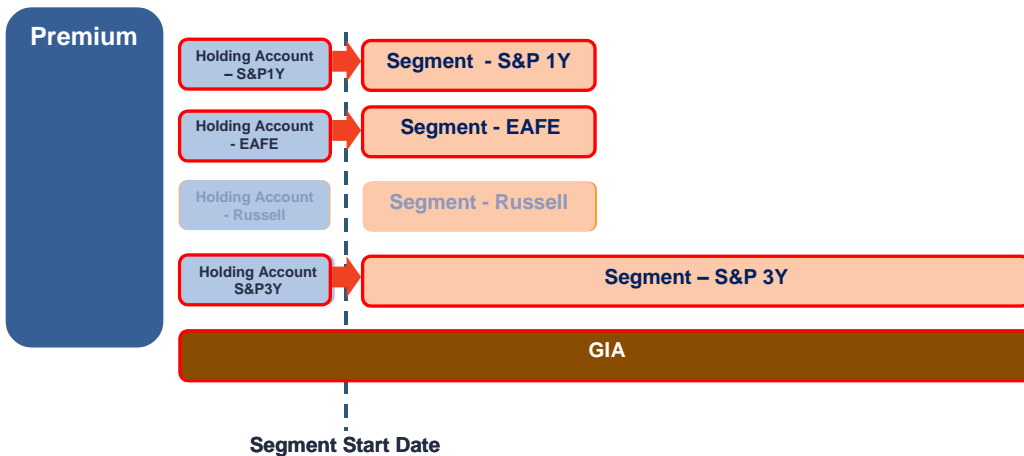 Premium
Holding Account
– S&P1Y
Segment - S&P 1Y
Holding Account
- EAFE
Segment - EAFE
Holding Account
- Russell
Segment - Russell
Holding Account
S&P3Y
Segment – S&P 3Y
GIA
Segment Start Date